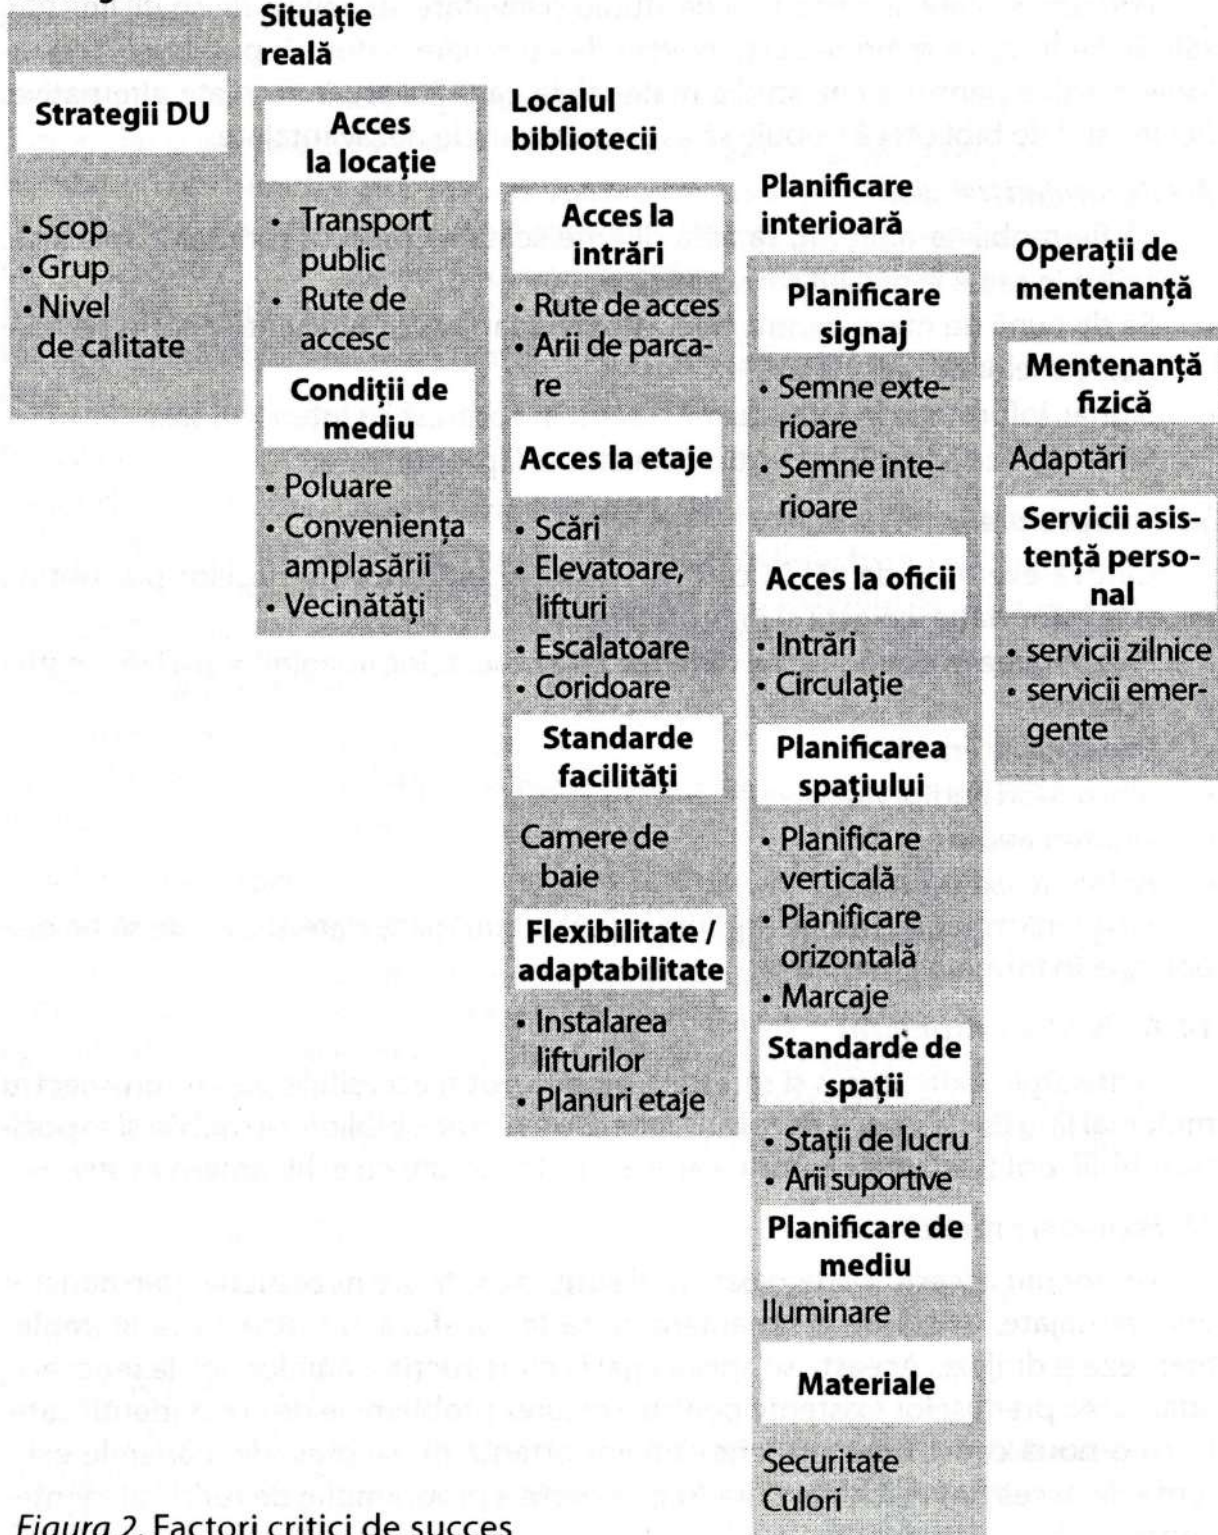 Strategii DU
• Scop
• Grup
• Nivel
de calitate
Situație
reală
Acces
la locație
• Transport
public
• Rute de
accesc
Condiții de
mediu
• Poluare
• Conveniența
amplasării
• Vecinătăți
Localul
bibliotecii
Acces la
intrări
• Rute de acces
• Arii de parca-
re
Acces la etaje
• Scări
• Elevatoare,
lifturi
• Escalatoare
• Coridoare
Standarde
facilități
Camere de
baie
Flexibilitate /
adaptabilitate
• Instalarea
lifturilor
• Planuri etaje
Planificare
interioară
Planificare
signaj
• Semne exte-
rioare
• Semne inte-
rioare
Acces la oficii
• Intrări
• Circulație
Planificarea
spațiului
• Planificare
verticală
• Planificare
orizontală
• Marcaje
Standarde de
spații
• Stații de lucru
• Arii suportive
Planificare de
mediu
Iluminare
Materiale
Securitate
Culori
Operații de
mentenanță
Mentenanță
fizică
Adaptări
Servicii asis-
tență perso-
nal
• servicii zilnice
• servicii emer-
gente
Figura 2. Factori critici de succes